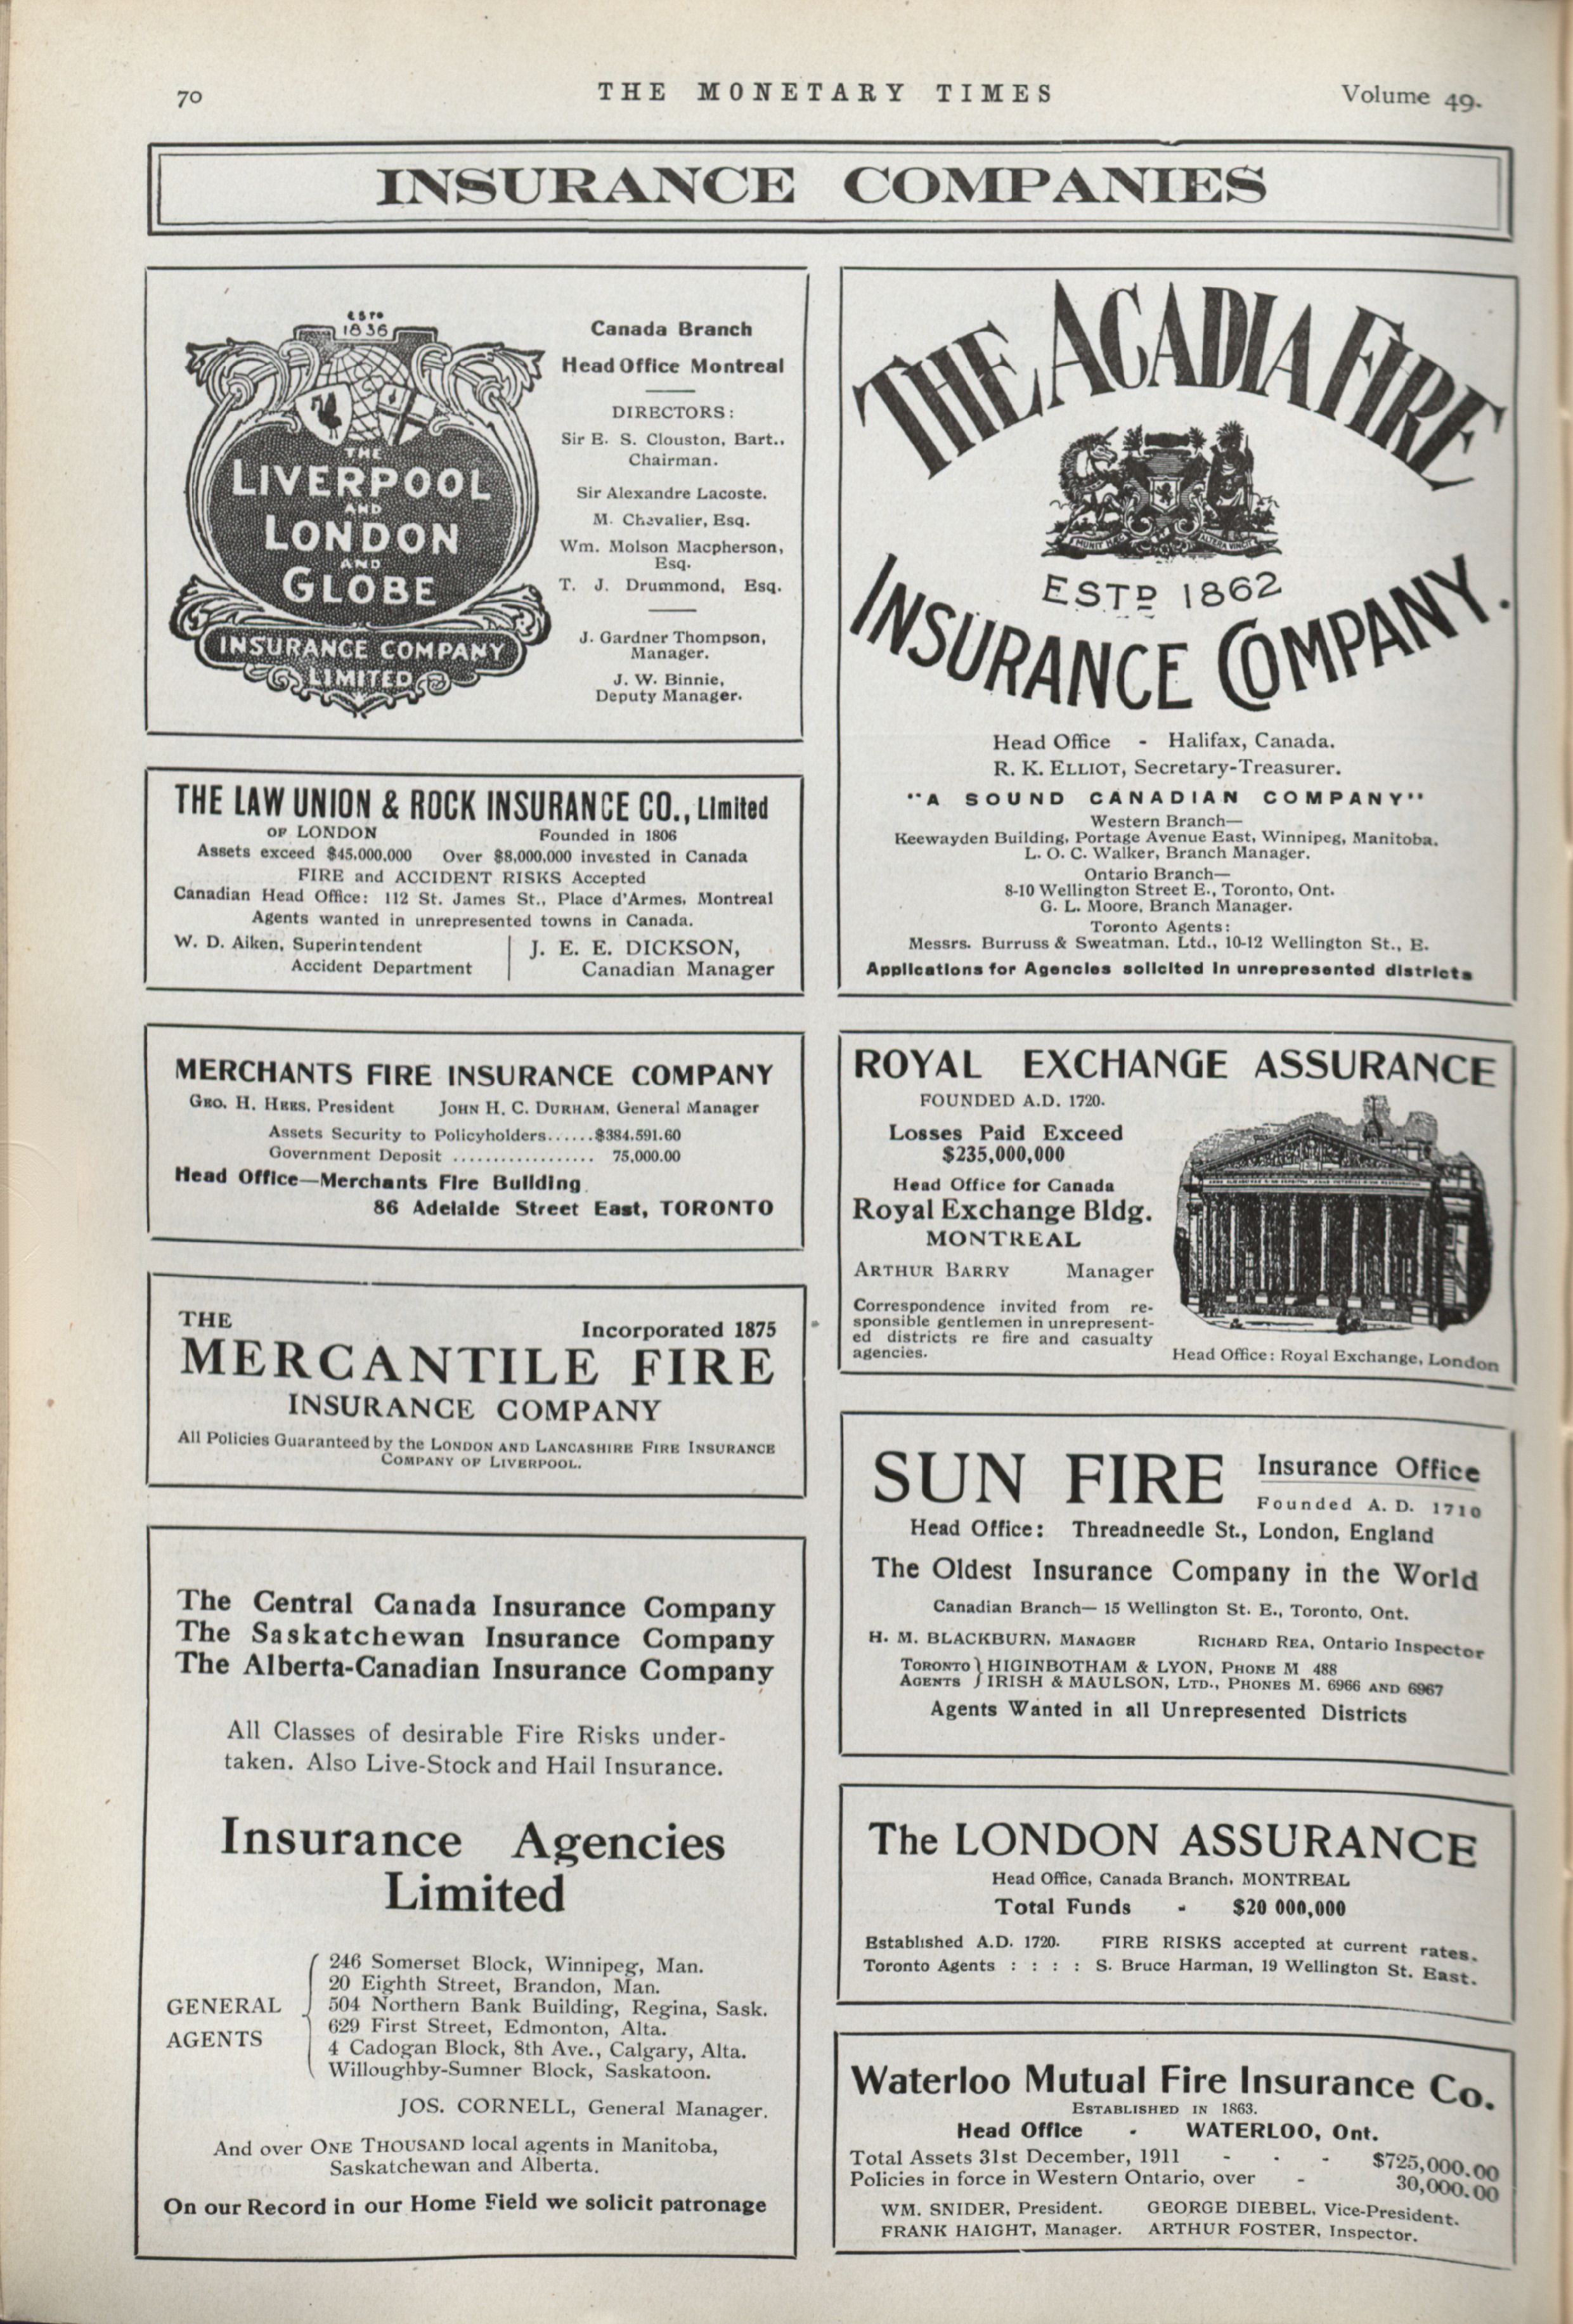 70
THE MONETARY TIMES
Volume 49.
INSURANCE COMPANIES
ESTD
1836
THE
LIVERPOOL
AND
LONDON
AND
GLOBE
INSURANCE COMPANY
LIMITED
Canada Branch
Head Office Montreal
DIRECTORS:
Sir E. S. Clouston, Bart.,
Chairman.
Sir Alexandre Lacoste.
M. Chevalier, Esq.
Wm. Molson Macpherson,
Esq.
T. J. Drummond, Esq.
J. Gardner Thompson,
Manager.
J. W. Binnie,
Deputy Manager.
THE LAW UNION & ROCK INSURANCE CO., Limited
OF LONDON Founded in 1806
Assets exceed $45,000,000 Over $8,000,000 invested in Canada
FIRE and ACCIDENT RISKS Accepted
Canadian Head Office: 112 St. James St., Place d'Armes, Montreal
Agents wanted in unrepresented towns in Canada.
W. D. Aiken, Superintendent
Accident Department
J. E. E. DICKSON,
Canadian Manager
MERCHANTS FIRE INSURANCE COMPANY
GEO. H. HEES, President JOHN H. C. DURHAM, General Manager
Assets Security to Policyholders......$384,591.60
Government Deposit .................. 75,000.00
Head Office—Merchants Fire Building
86 Adelaide Street East, TORONTO
THE
Incorporated 1875
MERCANTILE FIRE
INSURANCE COMPANY
All Policies Guaranteed by the LONDON AND LANCASHIRE FIRE INSURANCE
COMPANY OF LIVERPOOL.
The Central Canada Insurance Company
The Saskatchewan Insurance Company
The Alberta-Canadian Insurance Company
All Classes of desirable Fire Risks under-
taken. Also Live-Stock and Hail Insurance.
Insurance Agencies
Limited
GENERAL
AGENTS
246 Somerset Block, Winnipeg, Man.
20 Eighth Street, Brandon, Man.
504 Northern Bank Building, Regina, Sask.
629 First Street, Edmonton, Alta.
4 Cadogan Block, 8th Ave., Calgary, Alta.
Willoughby-Sumner Block, Saskatoon.
JOS. CORNELL, General Manager.
And over ONE THOUSAND local agents in Manitoba,
Saskatchewan and Alberta.
On our Record in our Home Field we solicit patronage
THE ACADIA FIRE
ESTD 1862
INSURANCE COMPANY.
Head Office - Halifax, Canada.
R. K. ELLIOT, Secretary-Treasurer.
"A SOUND CANADIAN COMPANY"
Western Branch—
Keewayden Building, Portage Avenue East, Winnipeg, Manitoba.
L. O. C. Walker, Branch Manager.
Ontario Branch—
8-10 Wellington Street E., Toronto, Ont.
G. L. Moore, Branch Manager.
Toronto Agents:
Messrs. Burruss & Sweatman, Ltd., 10-12 Wellington St., E.
Applications for Agencies solicited in unrepresented districts
ROYAL EXCHANGE ASSURANCE
FOUNDED A.D. 1720.
Losses Paid Exceed
$235,000,000
Head Office for Canada
Royal Exchange Bldg.
MONTREAL
ARTHUR BARRY Manager
Correspondence invited from re-
sponsible gentlemen in unrepresent-
ed districts re fire and casualty
agencies.
Head Office: Royal Exchange, London
SUN FIRE
Insurance Office
Founded A. D. 1710
Head Office: Threadneedle St., London, England
The Oldest Insurance Company in the World
Canadian Branch— 15 Wellington St. E., Toronto, Ont.
H. M. BLACKBURN, MANAGER RICHARD REA, Ontario Inspector
TORONTO } HIGINBOTHAM & LYON, PHONE M 488
AGENTS } IRISH & MAULSON, LTD., PHONES M. 6966 AND 6967
Agents Wanted in all Unrepresented Districts
The LONDON ASSURANCE
Head Office, Canada Branch, MONTREAL
Total Funds - $20 000,000
Established A.D. 1720. FIRE RISKS accepted at current rates.
Toronto Agents : : : : S. Bruce Harman, 19 Wellington St. East.
Waterloo Mutual Fire Insurance Co.
ESTABLISHED IN 1863.
Head Office - WATERLOO, Ont.
Total Assets 31st December, 1911 - - - $725,000.00
Policies in force in Western Ontario, over - 30,000.00
WM. SNIDER, President. GEORGE DIEBEL, Vice-President.
FRANK HAIGHT, Manager. ARTHUR FOSTER, Inspector.